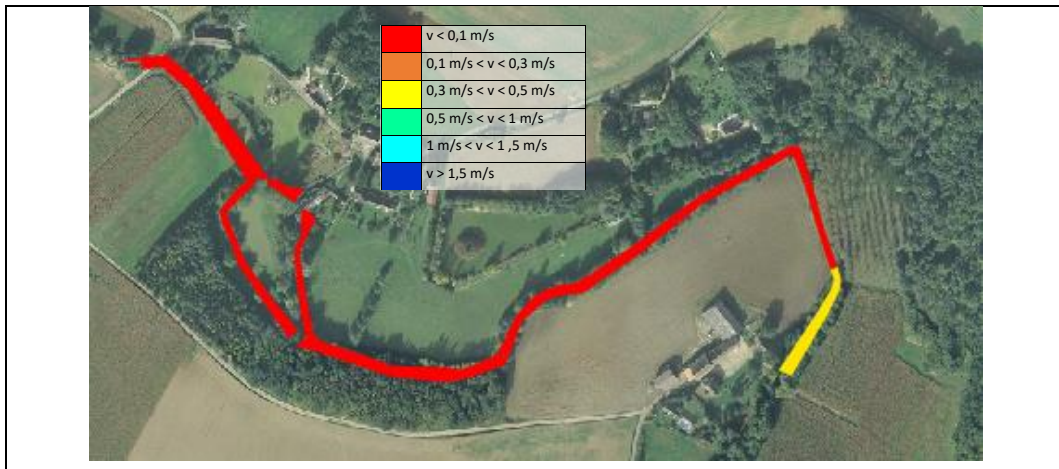 v < 0,1 m/s
0,1 m/s < v < 0,3 m/s
0,3 m/s < v < 0,5 m/s
0,5 m/s < v < 1 m/s
1 m/s < v < 1 ,5 m/s
v > 1,5 m/s